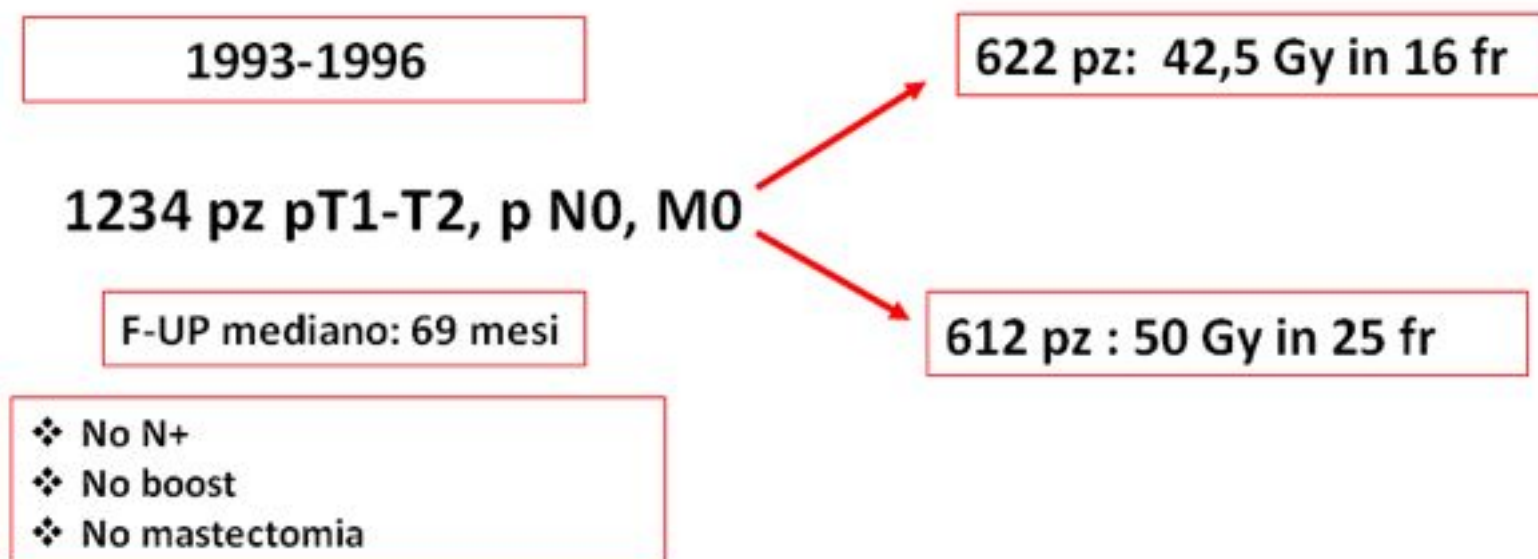 1993-1996
622 pz: 42,5 Gy in 16 fr
1234 pz pT1-T2, p N0, M0
F-UP mediano: 69 mesi
612 pz : 50 Gy in 25 fr
❖ No N+
❖ No boost
❖ No mastectomia